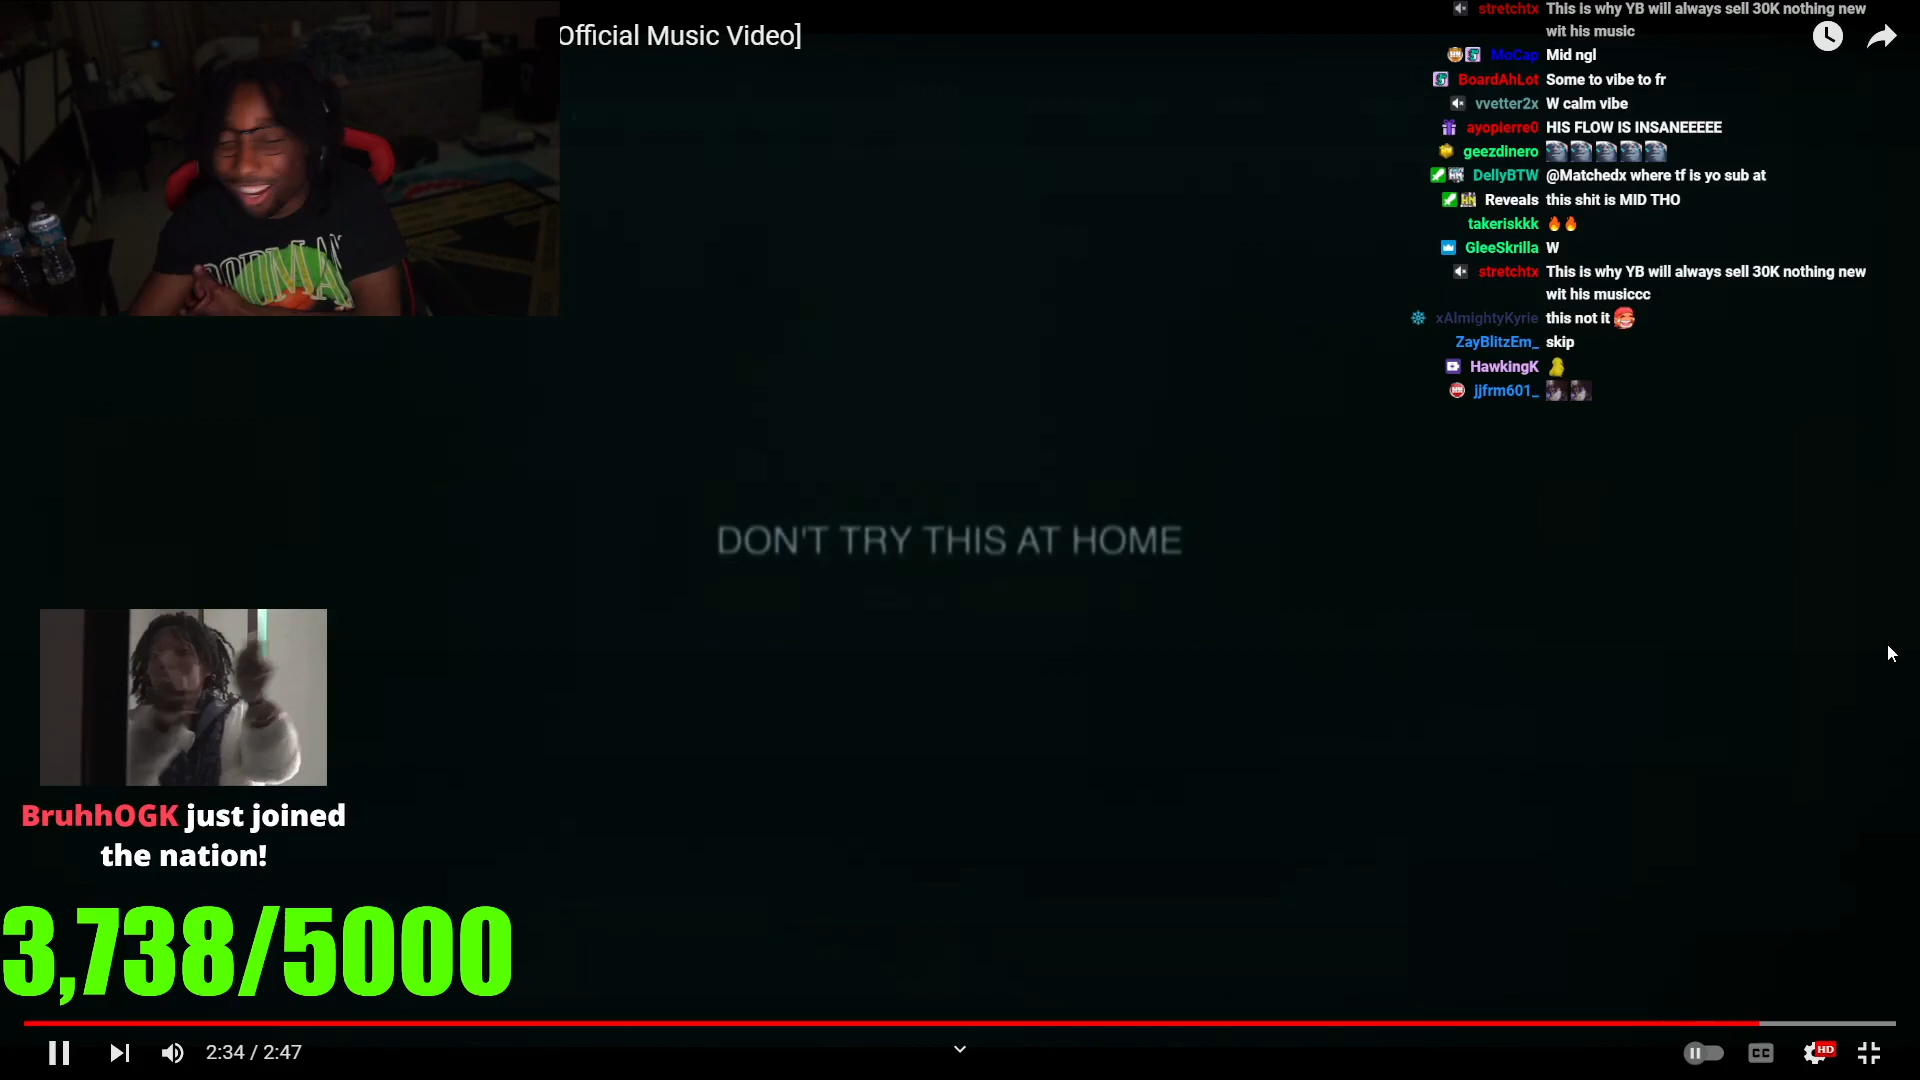 Official Music Video]
stretchtx This is why YB will always sell 30K nothing new
wit his music
MoCap Mid ngl
BoardAhLot Some to vibe to fr
vvetter2x W calm vibe
ayopierre0 HIS FLOW IS INSANEEEEE
geezdinero
DellyBTW @Matchedx where tf is yo sub at
Reveals this shit is MID THO
takeriskkk
GleeSkrilla W
stretchtx This is why YB will always sell 30K nothing new
wit his musiccc
xAlmightyKyrie this not it
ZayBlitzEm_ skip
HawkingK
jjfrm601_
DON'T TRY THIS AT HOME
BruhhOGK just joined
the nation!
3,738/5000
2:34 / 2:47
CC
HD